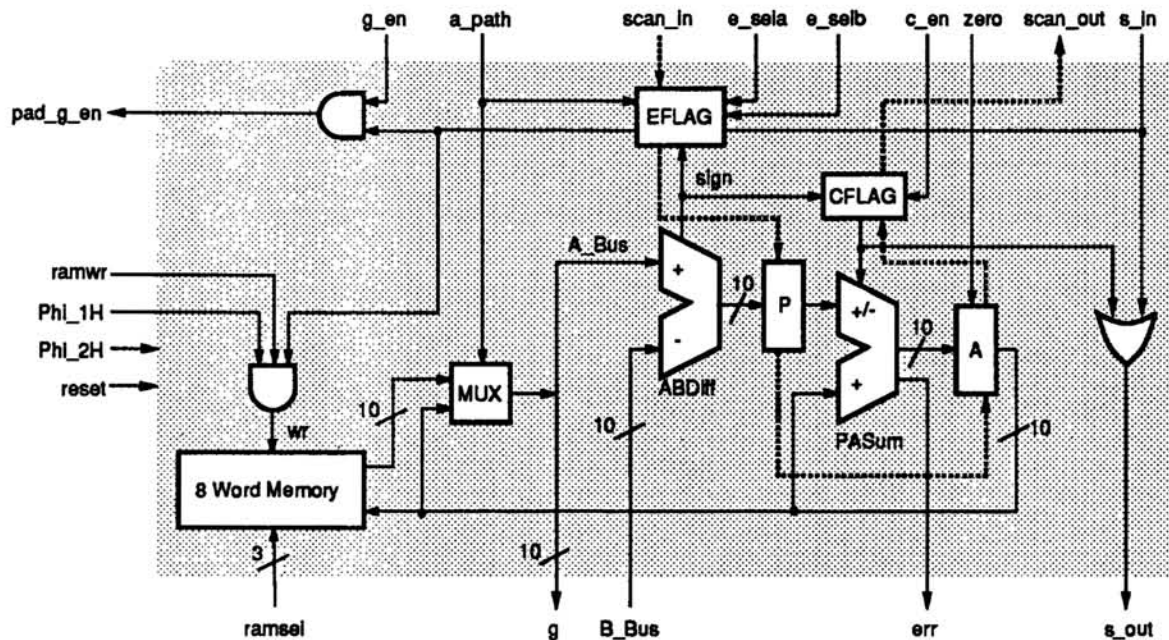 g_en a_path scan_in e_sela e_selb c_en zero scan_out s_in
pad_g_en
EFLAG
sign
CFLAG
A_Bus
ramwr
Phi_1H
Phi_2H
reset
+
-
10
P
+/-
+
10
A
MUX
ABDiff
PASum
10
10
10
wr
8 Word Memory
3
10
ramsel g B_Bus err s_out